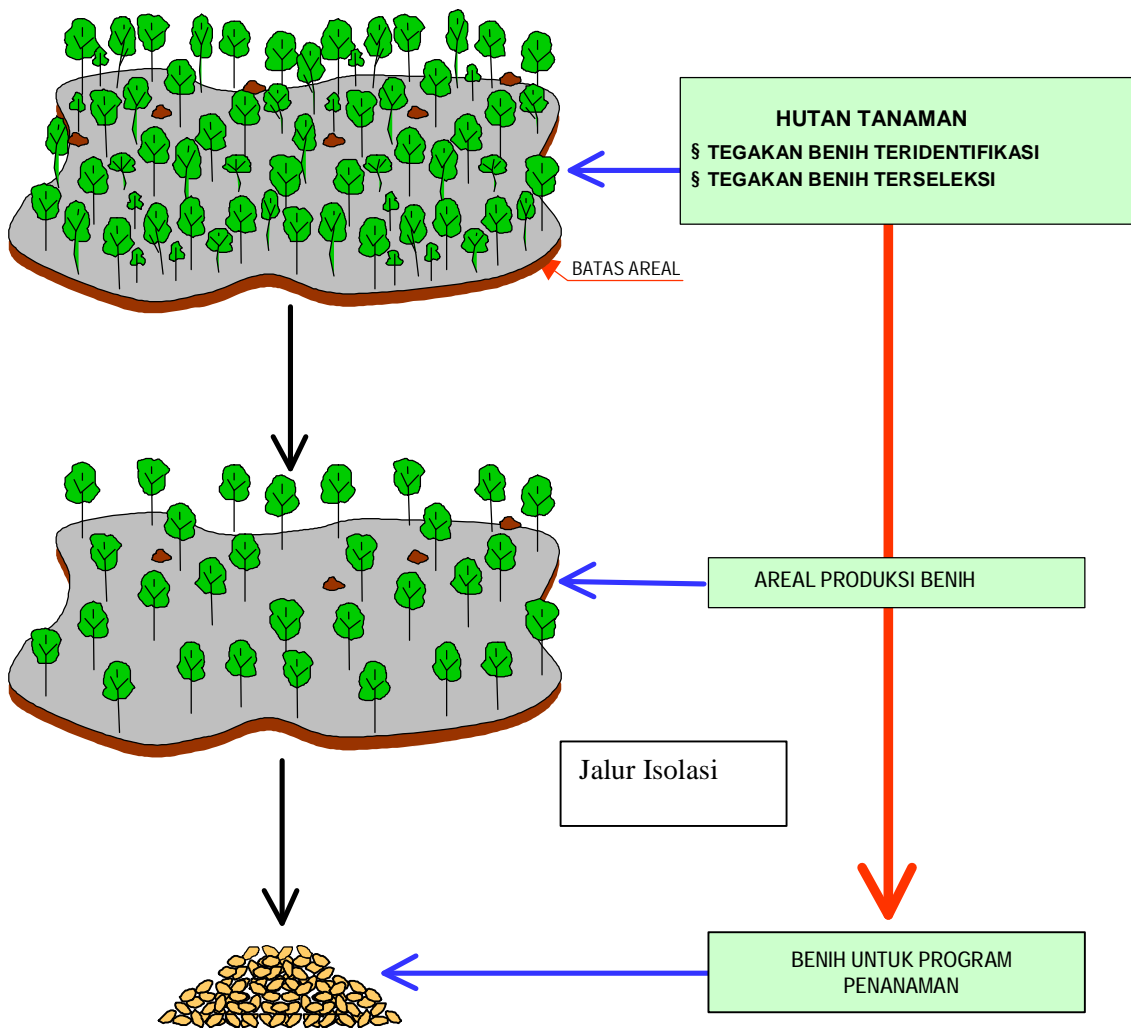 HUTAN TANAMAN
§ TEGAKAN BENIH TERIDENTIFIKASI
§ TEGAKAN BENIH TERSELEKSI
BATAS AREAL
AREAL PRODUKSI BENIH
Jalur Isolasi
BENIH UNTUK PROGRAM
PENANAMAN